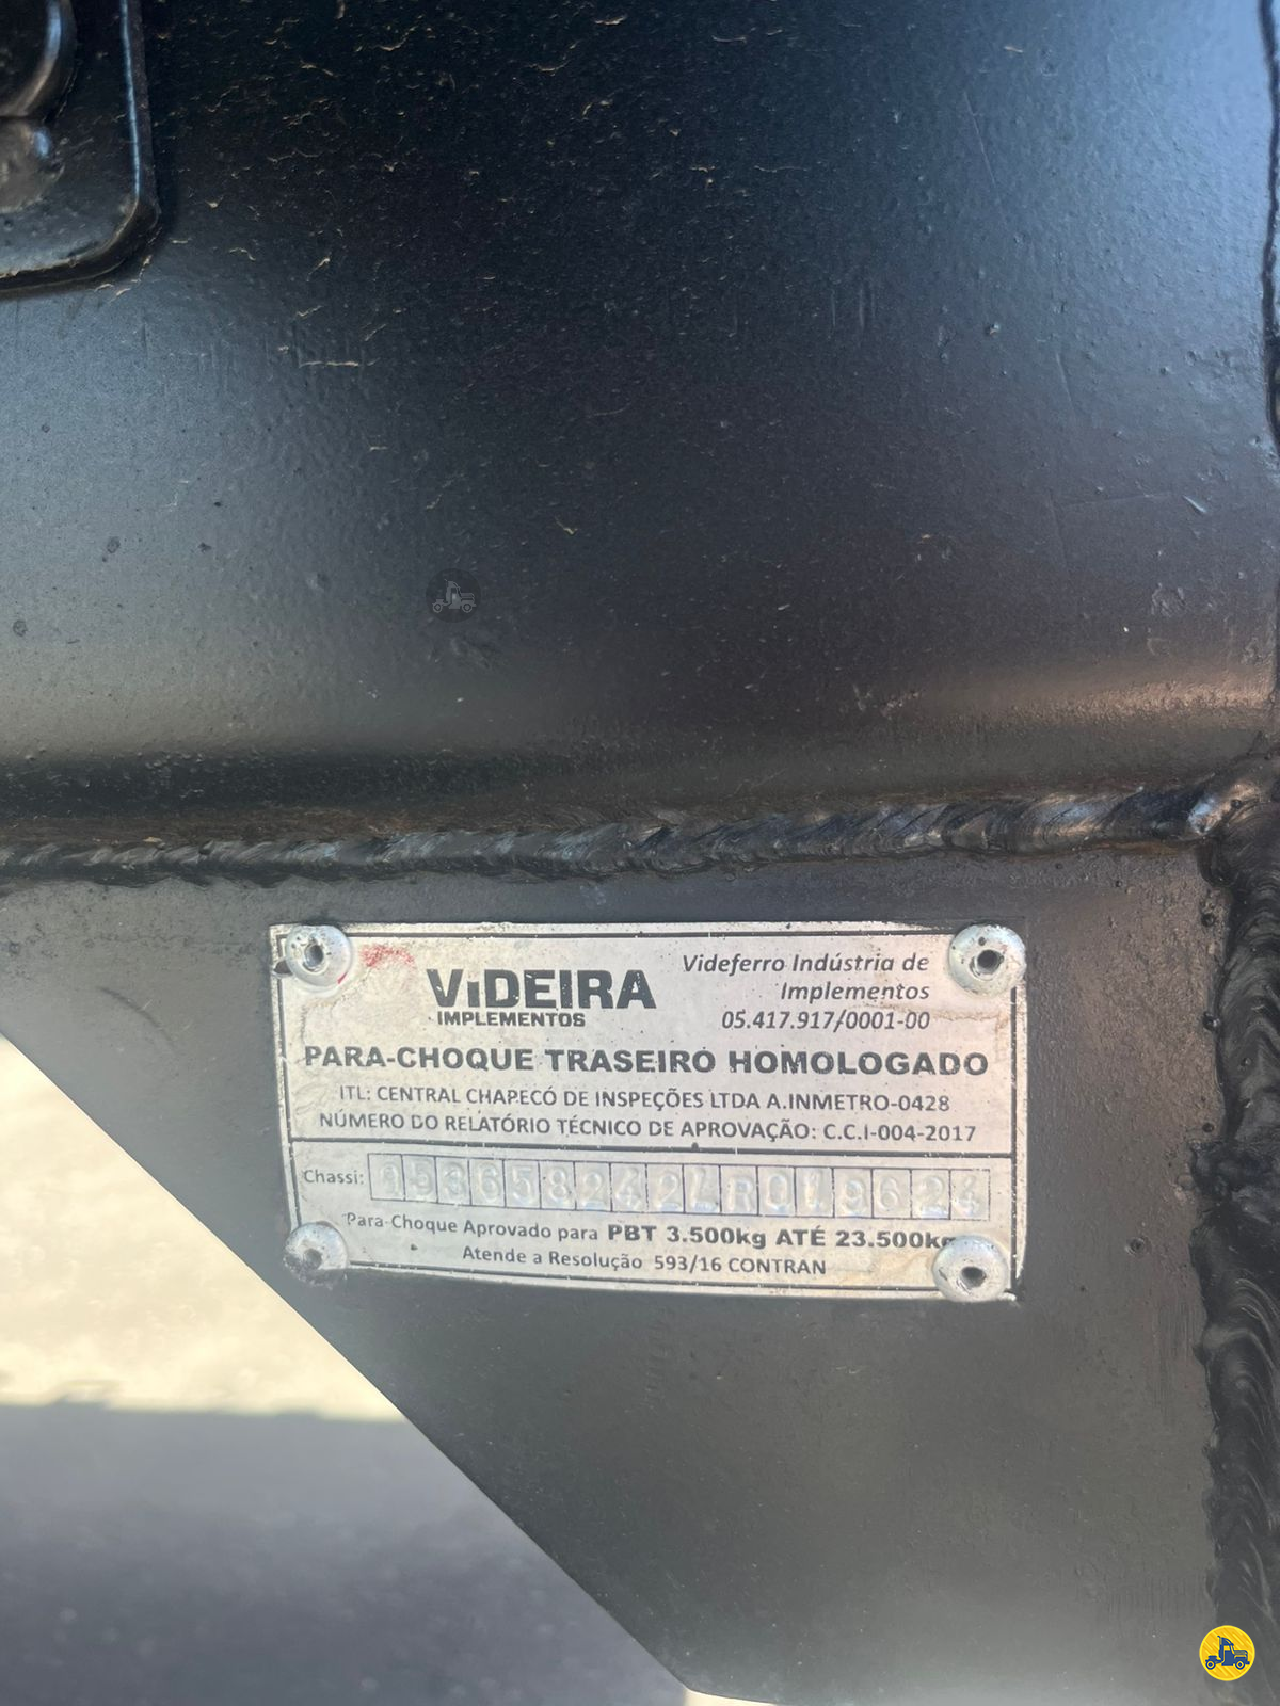 ViDEIRA
IMPLEMENTOS
Videferro Indústria de
Implementos
05.417.917/0001-00
PARA-CHOQUE TRASEIRO HOMOLOGADO
ITL: CENTRAL CHAPECÓ DE INSPEÇÕES LTDA A.INMETRO-0428
NÚMERO DO RELATÓRIO TÉCNICO DE APROVAÇÃO: C.C.I-004-2017
Chassi:
Para-Choque Aprovado para PBT 3.500kg ATÉ 23.500kg
Atende a Resolução 593/16 CONTRAN